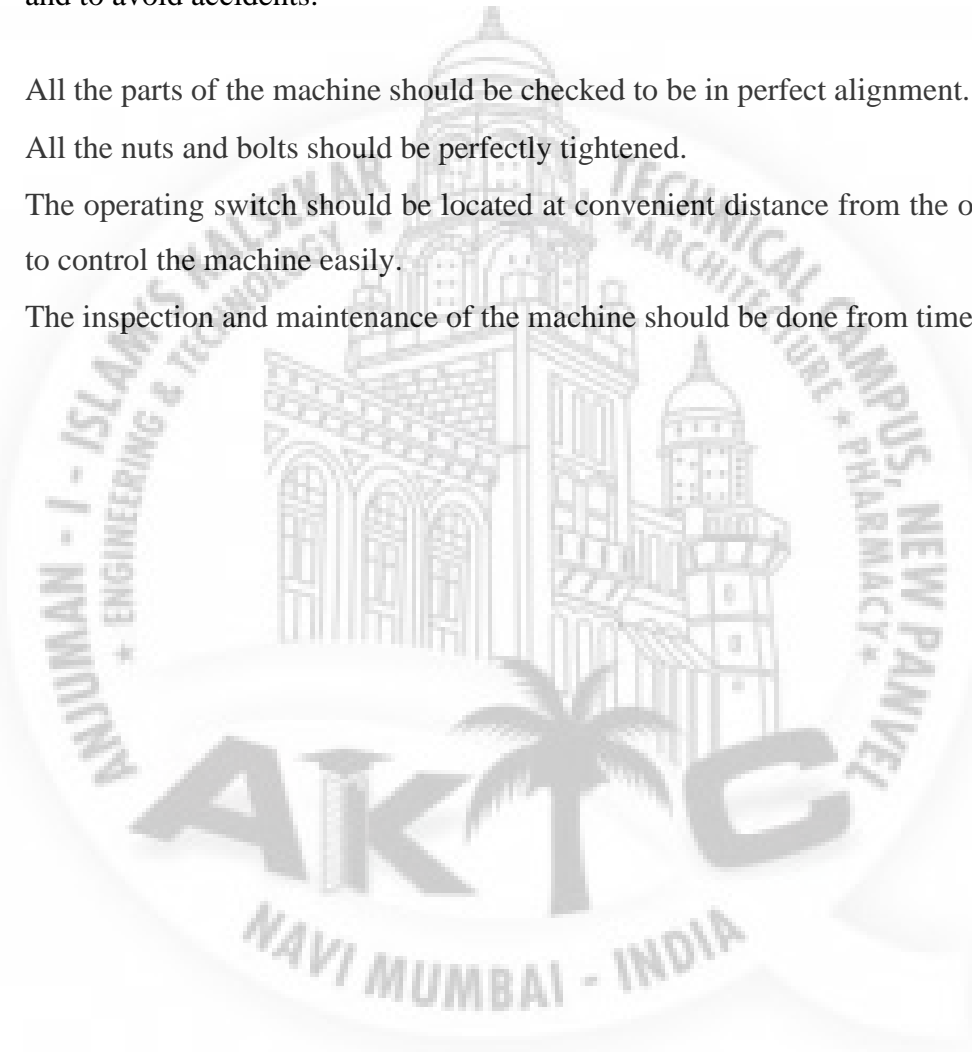 and to avoid accidents.
All the parts of the machine should be checked to be in perfect alignment.
All the nuts and bolts should be perfectly tightened.
The operating switch should be located at convenient distance from the o
to control the machine easily.
The inspection and maintenance of the machine should be done from time
ANJUMAN - I - ISLAM'S KALSEKAR TECHNICAL CAMPUS, NEW PANVEL
* ENGINEERING & TECHNOLOGY * ARCHITECTURE * PHARMACY *
AKTC
NAVI MUMBAI - INDIA